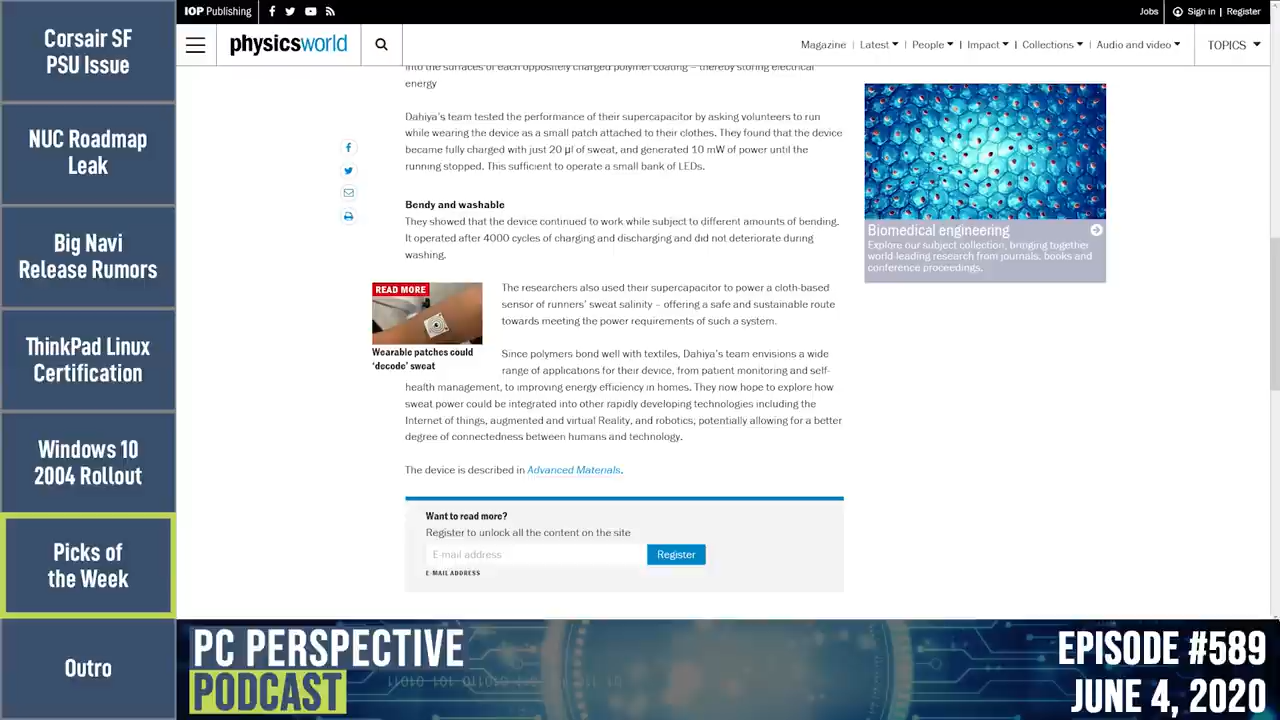 Corsair SF
PSU Issue
NUC Roadmap
Leak
Big Navi
Release Rumors
ThinkPad Linux
Certification
Windows 10
2004 Rollout
Picks of
the Week
Outro
IOP Publishing
Jobs
Sign in | Register
physicsworld
Magazine | Latest | People | Impact | Collections | Audio and video
TOPICS
into the surfaces of each oppositely charged polymer coating – thereby storing electrical
energy
Dahiya's team tested the performance of their supercapacitor by asking volunteers to run
while wearing the device as a small patch attached to their clothes. They found that the device
became fully charged with just 20 μl of sweat, and generated 10 mW of power until the
running stopped. This sufficient to operate a small bank of LEDs.
Bendy and washable
They showed that the device continued to work while subject to different amounts of bending.
It operated after 4000 cycles of charging and discharging and did not deteriorate during
washing.
READ MORE
Wearable patches could
'decode' sweat
The researchers also used their supercapacitor to power a cloth-based
sensor of runners' sweat salinity – offering a safe and sustainable route
towards meeting the power requirements of such a system.
Since polymers bond well with textiles, Dahiya's team envisions a wide
range of applications for their device, from patient monitoring and self-
health management, to improving energy efficiency in homes. They now hope to explore how
sweat power could be integrated into other rapidly developing technologies including the
Internet of things, augmented and virtual Reality, and robotics, potentially allowing for a better
degree of connectedness between humans and technology.
The device is described in Advanced Materials.
Want to read more?
Register to unlock all the content on the site
E-mail address
Register
E-MAIL ADDRESS
Biomedical engineering
Explore our subject collection, bringing together
world leading research from journals, books and
conference proceedings.
PC PERSPECTIVE
PODCAST
EPISODE #589
JUNE 4, 2020